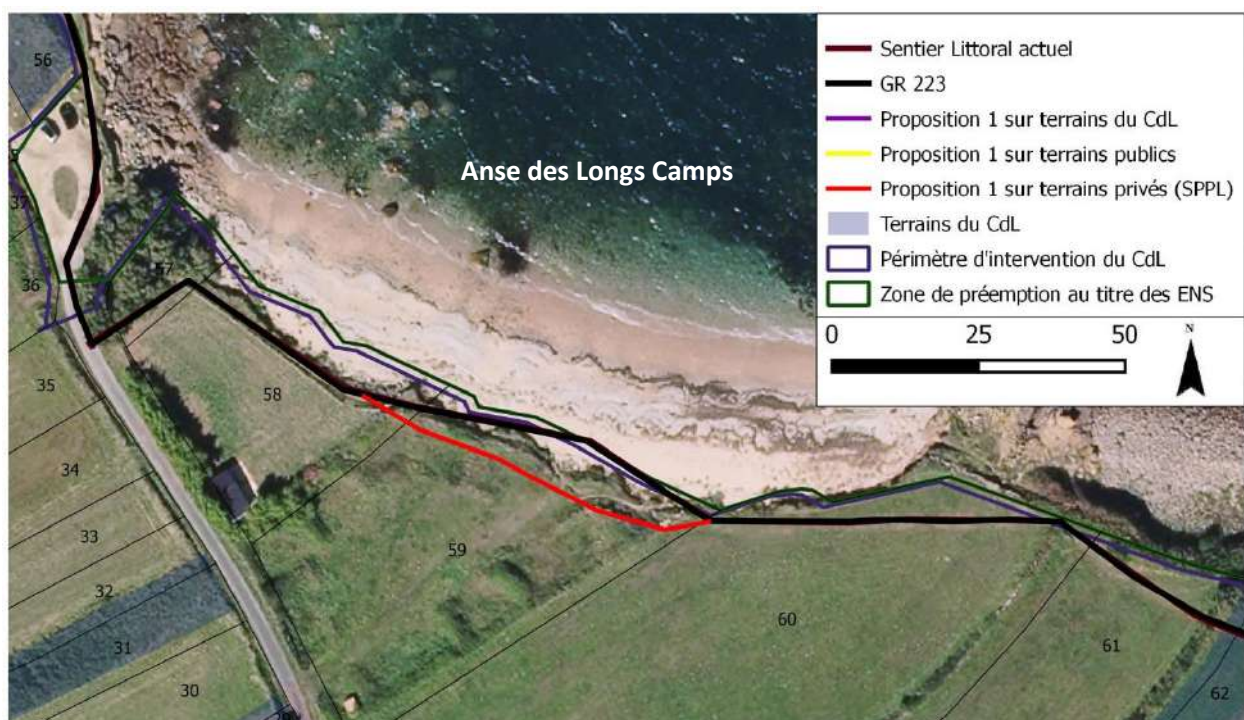 Sentier Littoral actuel
GR 223
Proposition 1 sur terrains du CdL
Proposition 1 sur terrains publics
Proposition 1 sur terrains privés (SPPL)
Terrains du CdL
Périmètre d'intervention du CdL
Zone de préemption au titre des ENS
0 25 50
N
Anse des Longs Camps
56
37
36
57
35
58
34
33
59
32
31
30
60
61
62